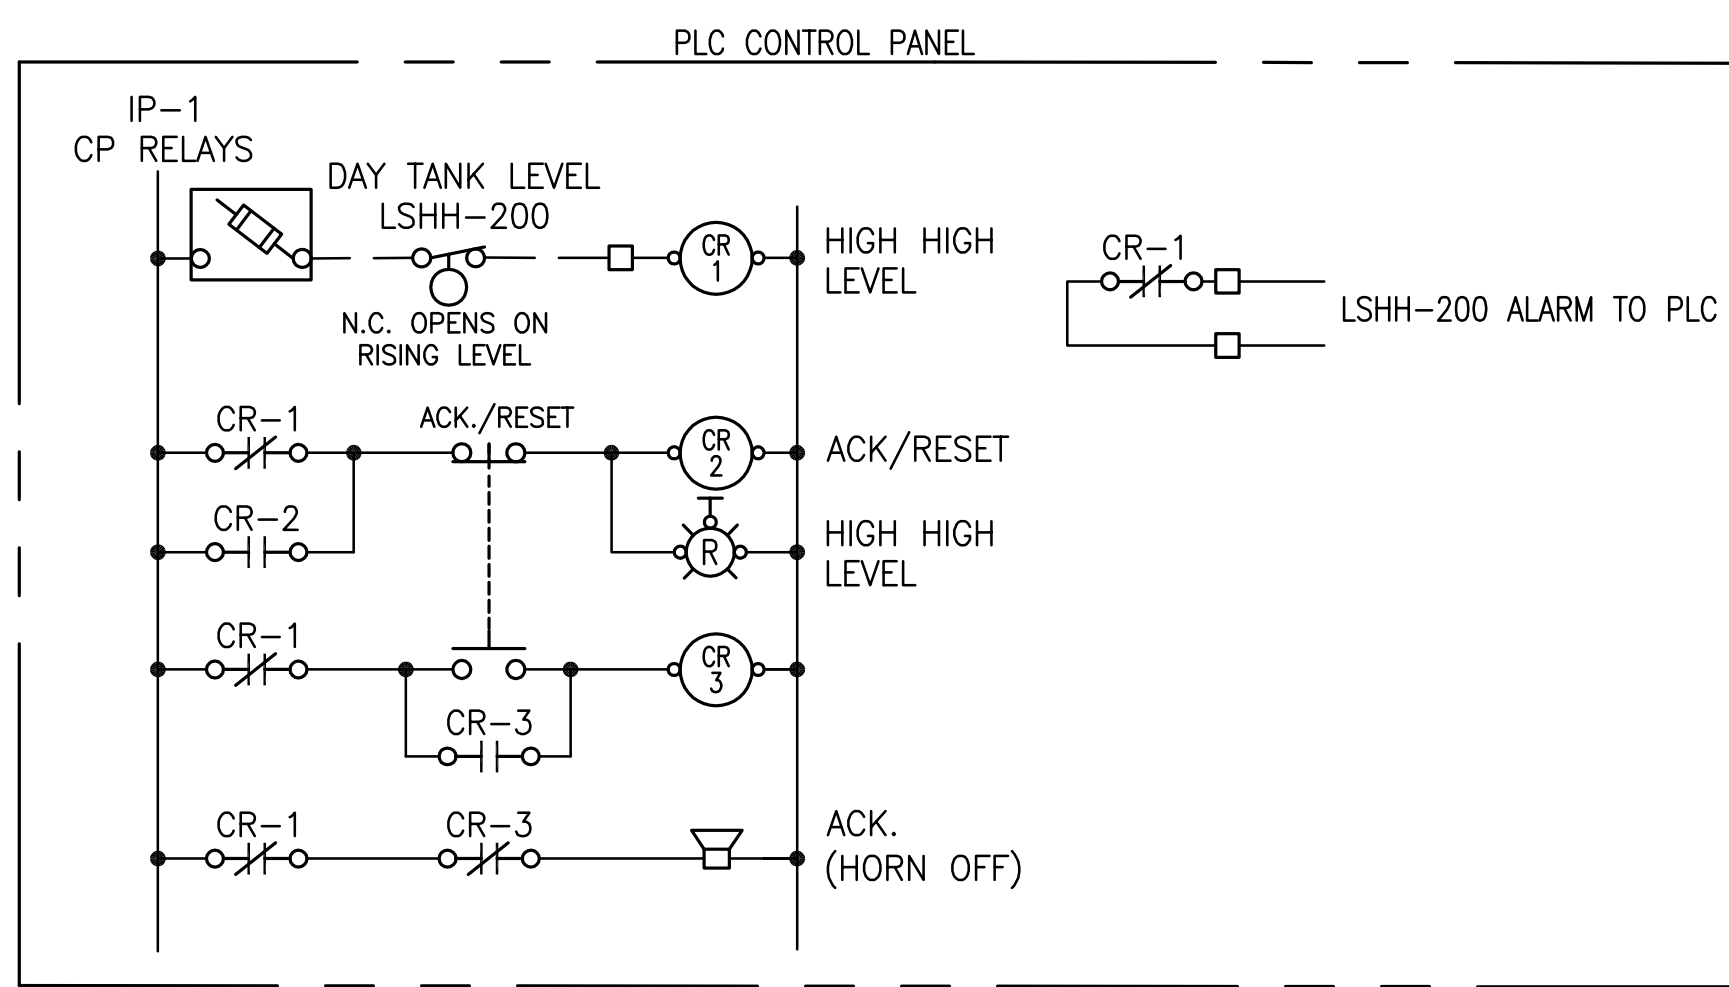 PLC CONTROL PANEL
IP-1
CP RELAYS
DAY TANK LEVEL
LSHH-200
CR
1
HIGH HIGH
LEVEL
N.C. OPENS ON
RISING LEVEL
CR-1
LSHH-200 ALARM TO PLC
CR-1
ACK./RESET
CR
2
ACK/RESET
CR-2
R
HIGH HIGH
LEVEL
CR-1
CR
3
CR-3
CR-1
CR-3
ACK.
(HORN OFF)